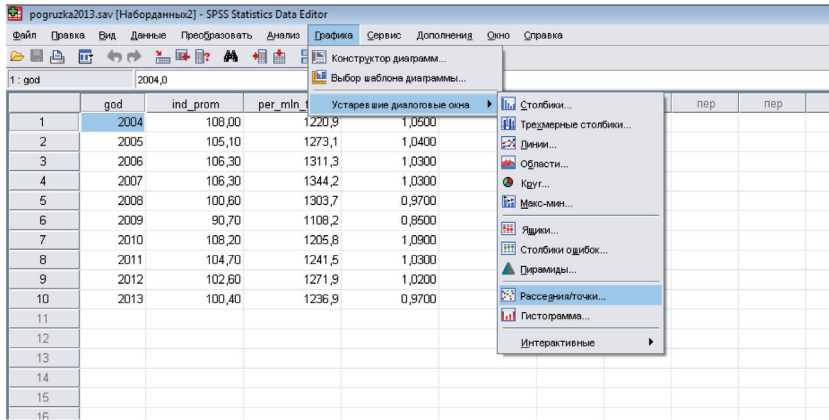 pogruzka2013.sav [Наборданных2] - SPSS Statistics Data Editor
Файл Правка Вид Данные Преобразовать Анализ Графика Сервис Дополнения Окно Справка
1 : god 2004,0
Конструктор диаграмм...
Выбор шаблона диаграммы...
Устаревшие диалоговые окна
Столбики...
Трехмерные столбики...
Линии...
Области...
Круг...
Макс-мин...
Ящики...
Столбики ошибок...
Пирамиды...
Рассеяния/точки...
Гистограмма...
Интерактивные
god ind_prom per_mln_ пер пер
1 2004 108,00 1220,9 1,0500
2 2005 105,10 1273,1 1,0400
3 2006 106,30 1311,3 1,0300
4 2007 106,30 1344,2 1,0300
5 2008 100,60 1303,7 0,9700
6 2009 90,70 1108,2 0,8500
7 2010 108,20 1205,8 1,0900
8 2011 104,70 1241,5 1,0300
9 2012 102,60 1271,9 1,0200
10 2013 100,40 1236,9 0,9700
11
12
13
14
15
16